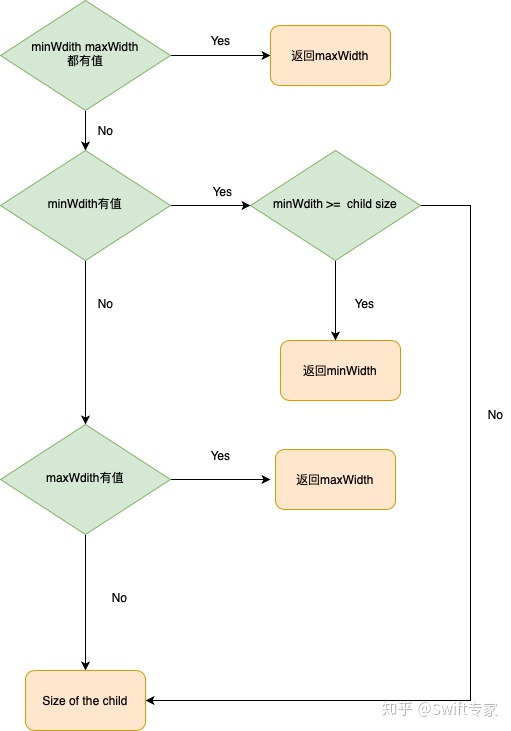 minWdith maxWidth
都有值
Yes
返回maxWidth
No
minWdith有值
Yes
minWdith >= child size
No
Yes
返回minWidth
No
maxWdith有值
Yes
返回maxWidth
No
Size of the child
知乎 @Swift专家